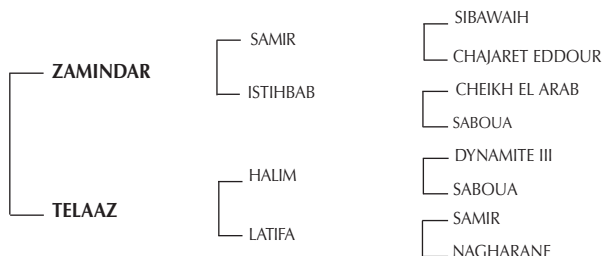 SIBAWAIH
SAMIR
CHAJARET EDDOUR
ZAMINDAR
ISTIHBAB
CHEIKH EL ARAB
SABOUA
DYNAMITE III
HALIM
SABOUA
TELAAZ
SAMIR
LATIFA
NAGHARANE